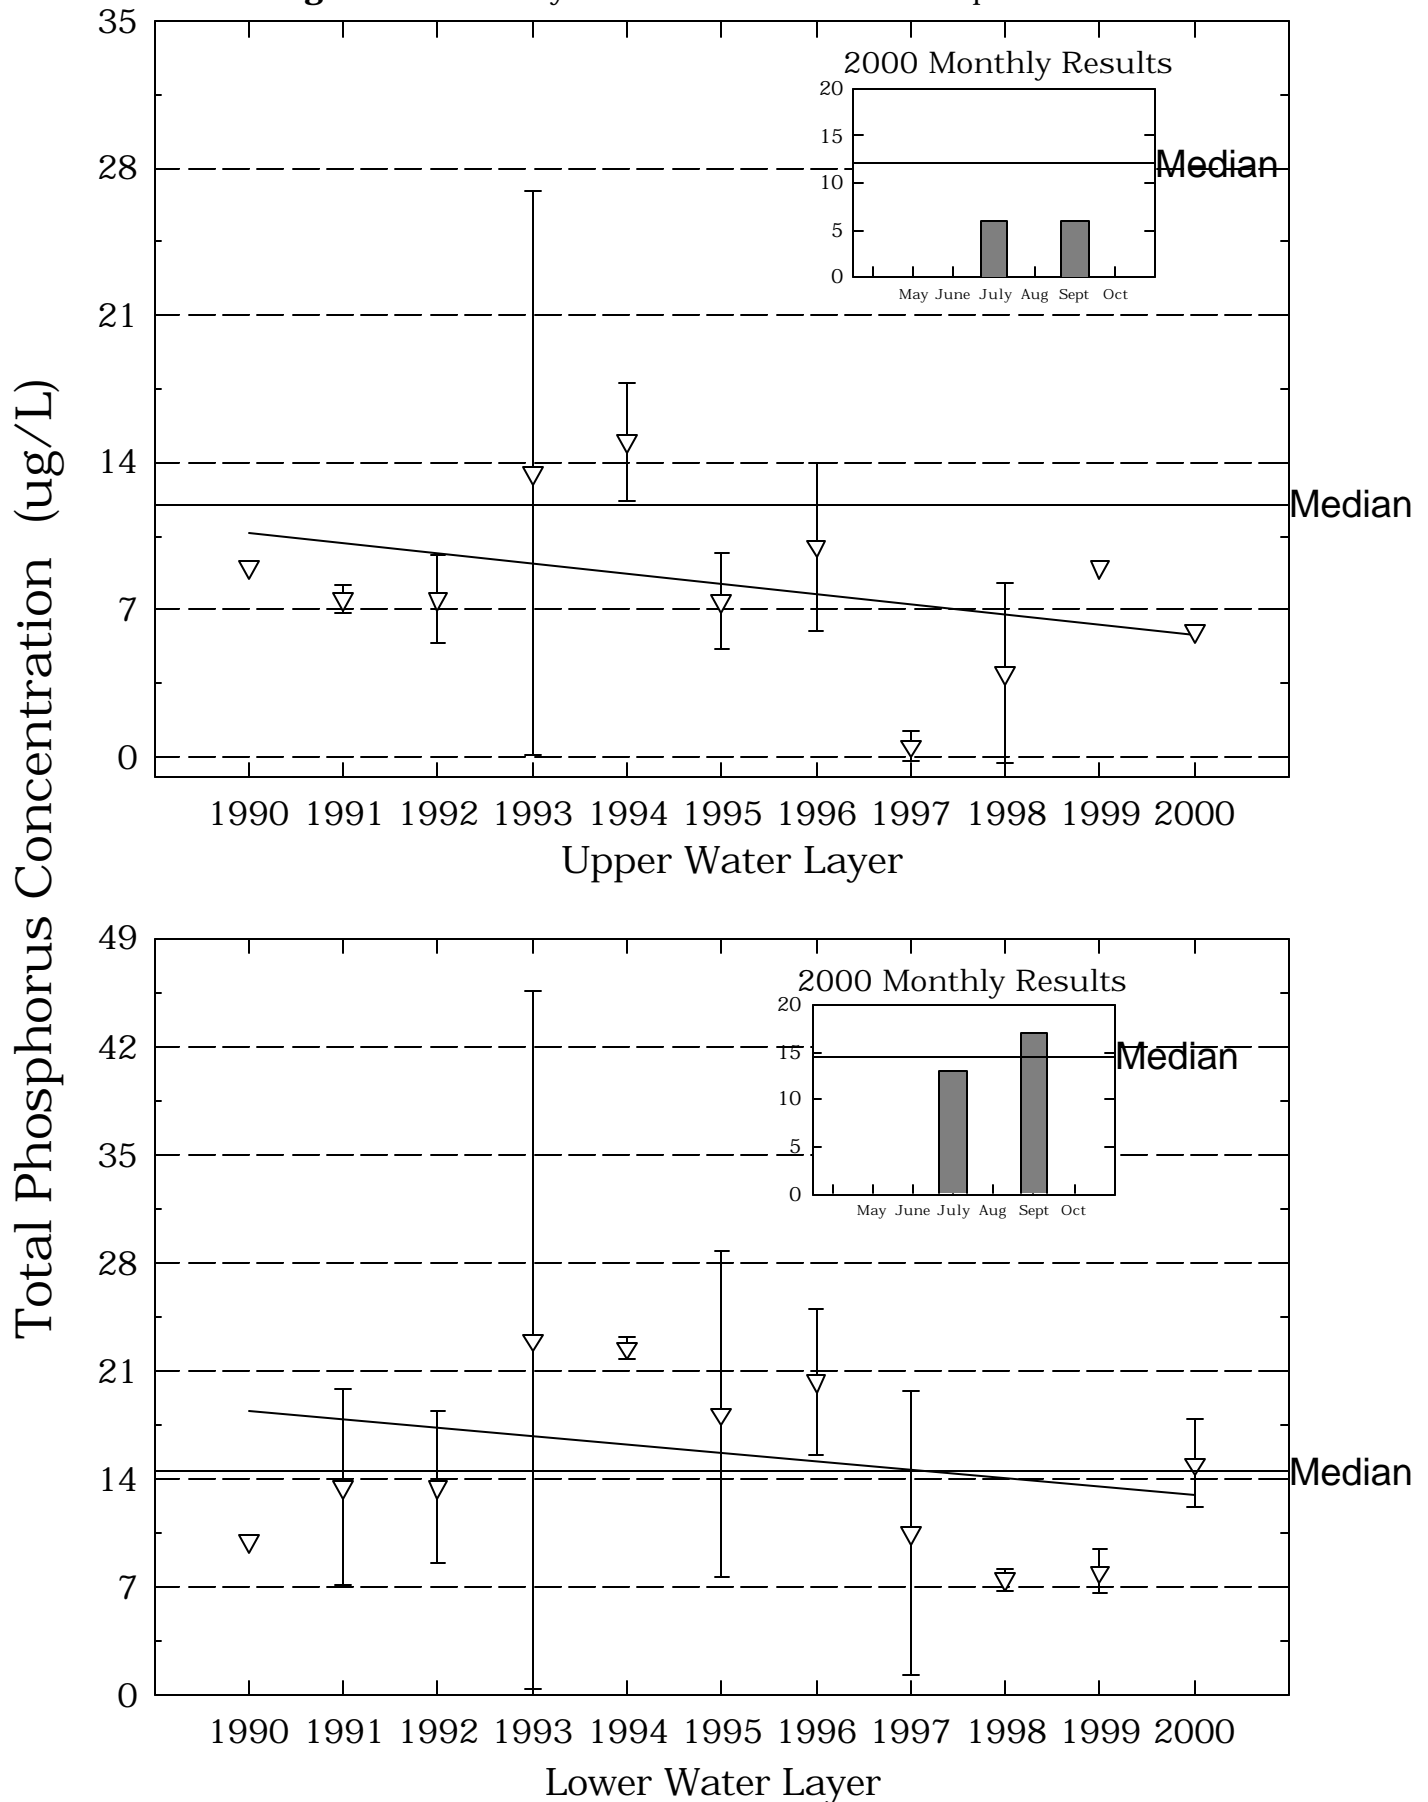 35
2000 Monthly Results
20
15
Median
28
10
5
0
May June July Aug Sept Oct
21
14
Median
7
0
1990 1991 1992 1993 1994 1995 1996 1997 1998 1999 2000
Upper Water Layer
Total Phosphorus Concentration (ug/L)
49
2000 Monthly Results
20
42
15
Median
10
35
5
0
May June July Aug Sept Oct
28
21
14
Median
7
0
1990 1991 1992 1993 1994 1995 1996 1997 1998 1999 2000
Lower Water Layer